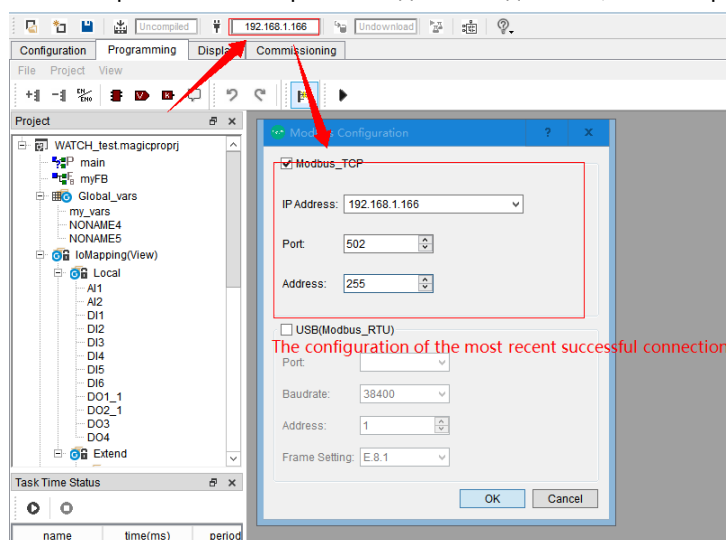 Uncompiled
192.168.1.166
Undownload
Configuration Programming Display Commissioning
File Project View
EN/ENO
Project
WATCH_test.magicproprj
main
myFB
Global_vars
my_vars
NONAME4
NONAME5
IoMapping(View)
Local
AI1
AI2
DI1
DI2
DI3
DI4
DI5
DI6
DO1_1
DO2_1
DO3
DO4
Extend
Task Time Status
name time(ms) period
Modbus Configuration
Modbus_TCP
IP Address: 192.168.1.166
Port: 502
Address: 255
USB(Modbus_RTU)
The configuration of the most recent successful connection
Port:
Baudrate: 38400
Address: 1
Frame Setting: E.8.1
OK Cancel